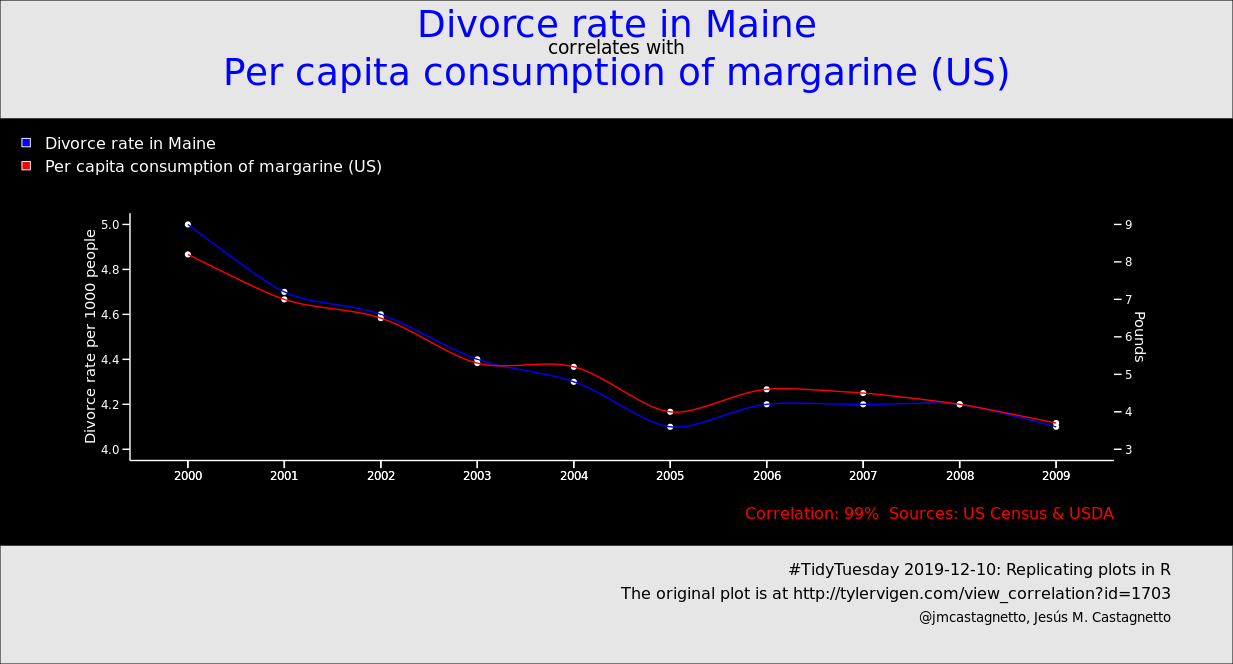 Divorce rate in Maine
correlates with
Per capita consumption of margarine (US)
Divorce rate in Maine
Per capita consumption of margarine (US)
Divorce rate per 1000 people
5.0
4.8
4.6
4.4
4.2
4.0
9
8
7
6
5
4
3
Pounds
2000 2001 2002 2003 2004 2005 2006 2007 2008 2009
Correlation: 99% Sources: US Census & USDA
#TidyTuesday 2019-12-10: Replicating plots in R
The original plot is at http://tylervigen.com/view_correlation?id=1703
@jmcastagnetto, Jesús M. Castagnetto